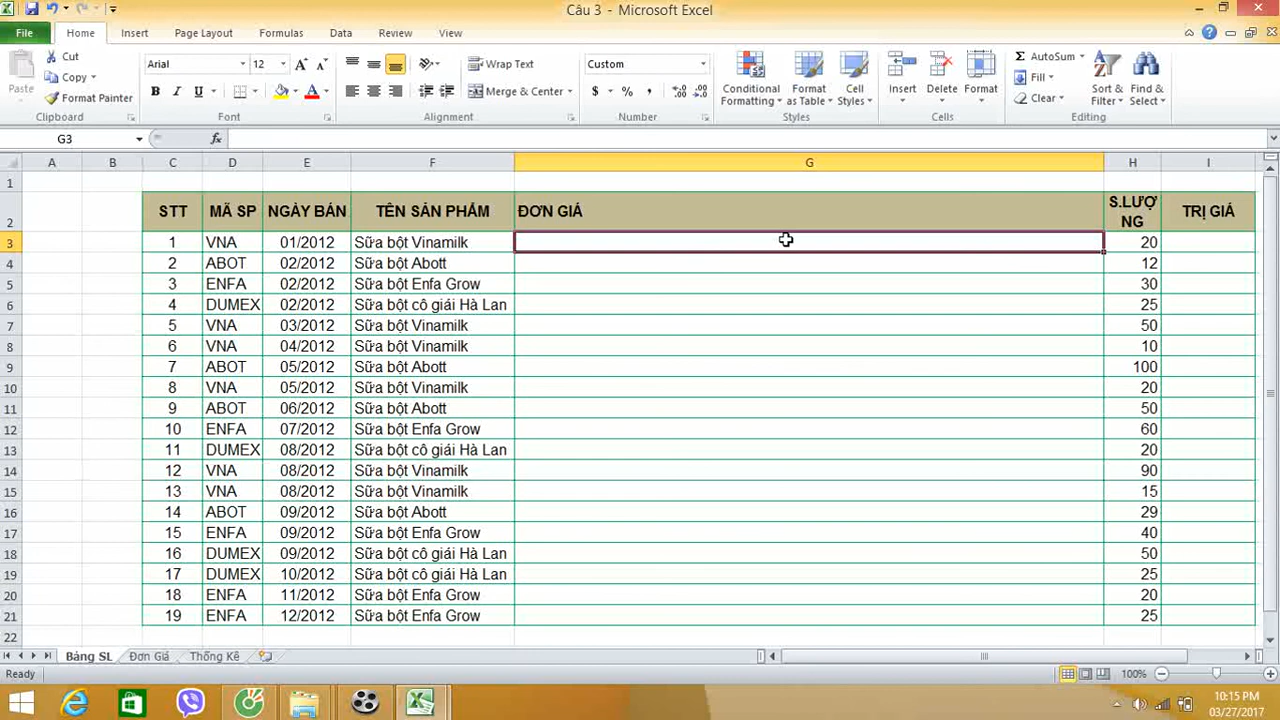 Câu 3 - Microsoft Excel
File Home Insert Page Layout Formulas Data Review View
Cut Arial 12 Wrap Text Custom AutoSum
Paste Copy Conditional Formatting Format as Table Cell Styles Insert Delete Format Fill Sort & Filter Find & Select
Format Painter B I U Merge & Center $ % , Clear
Clipboard Font Alignment Number Styles Cells Editing
G3 fx
A B C D E F G H I
1
2 STT MÃ SP NGÀY BÁN TÊN SẢN PHẨM ĐƠN GIÁ S.LƯỢNG TRỊ GIÁ
3 1 VNA 01/2012 Sữa bột Vinamilk 20
4 2 ABOT 02/2012 Sữa bột Abott 12
5 3 ENFA 02/2012 Sữa bột Enfa Grow 30
6 4 DUMEX 02/2012 Sữa bột cô giái Hà Lan 25
7 5 VNA 03/2012 Sữa bột Vinamilk 50
8 6 VNA 04/2012 Sữa bột Vinamilk 10
9 7 ABOT 05/2012 Sữa bột Abott 100
10 8 VNA 05/2012 Sữa bột Vinamilk 20
11 9 ABOT 06/2012 Sữa bột Abott 50
12 10 ENFA 07/2012 Sữa bột Enfa Grow 60
13 11 DUMEX 08/2012 Sữa bột cô giái Hà Lan 20
14 12 VNA 08/2012 Sữa bột Vinamilk 90
15 13 VNA 08/2012 Sữa bột Vinamilk 15
16 14 ABOT 09/2012 Sữa bột Abott 29
17 15 ENFA 09/2012 Sữa bột Enfa Grow 40
18 16 DUMEX 09/2012 Sữa bột cô giái Hà Lan 50
19 17 DUMEX 10/2012 Sữa bột cô giái Hà Lan 25
20 18 ENFA 11/2012 Sữa bột Enfa Grow 20
21 19 ENFA 12/2012 Sữa bột Enfa Grow 25
22
Bảng SL Đơn Giá Thống Kê
Ready 100%
10:15 PM
03/27/2017